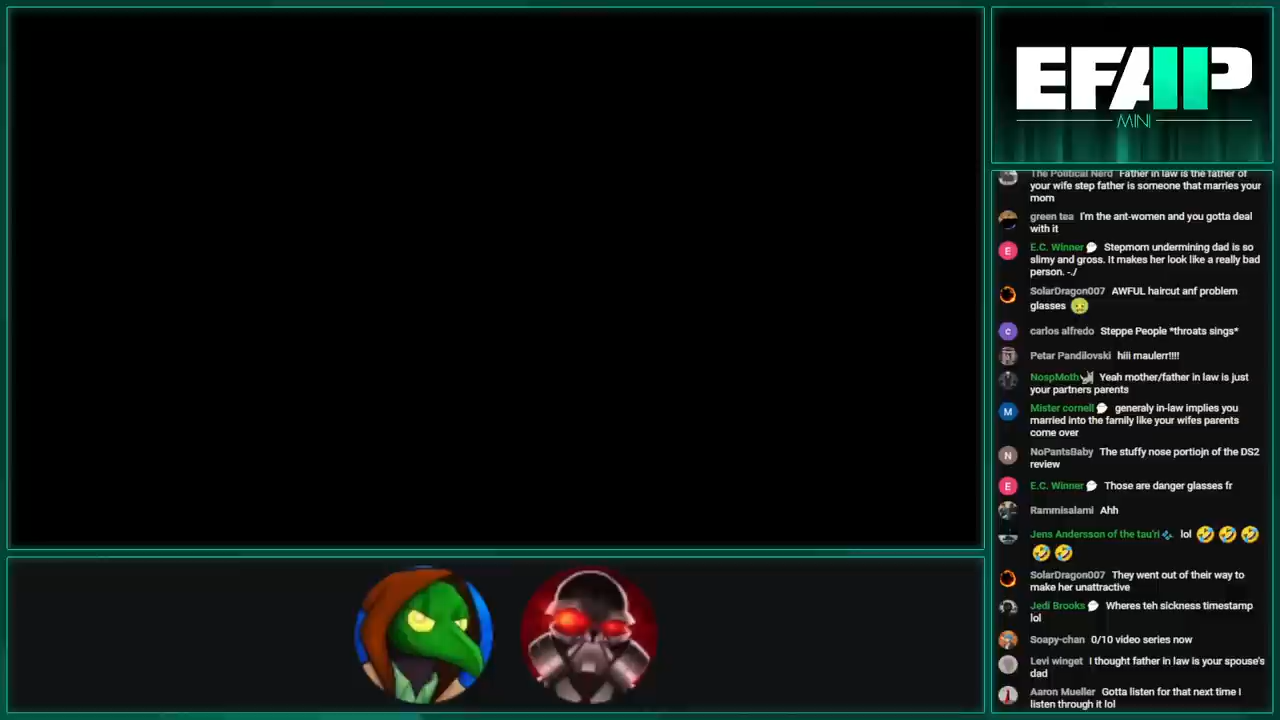 EFAP
MINI
The Political Nerd Father in law is the father of
your wife step father is someone that marries your
mom
green tea I'm the ant-women and you gotta deal
with it
E.C. Winner Stepmom undermining dad is so
slimy and gross. It makes her look like a really bad
person. -./
SolarDragon007 AWFUL haircut anf problem
glasses
carlos alfredo Steppe People *throats sings*
Petar Pandilovski hiii maulerr!!!!
NospMoth Yeah mother/father in law is just
your partners parents
Mister cornell generaly in-law implies you
married into the family like your wifes parents
come over
NoPantsBaby The stuffy nose portiojn of the DS2
review
E.C. Winner Those are danger glasses fr
Rammisalami Ahh
Jens Andersson of the tau'ri lol
SolarDragon007 They went out of their way to
make her unattractive
Jedi Brooks Wheres teh sickness timestamp
lol
Soapy-chan 0/10 video series now
Levi winget I thought father in law is your spouse's
dad
Aaron Mueller Gotta listen for that next time I
listen through it lol